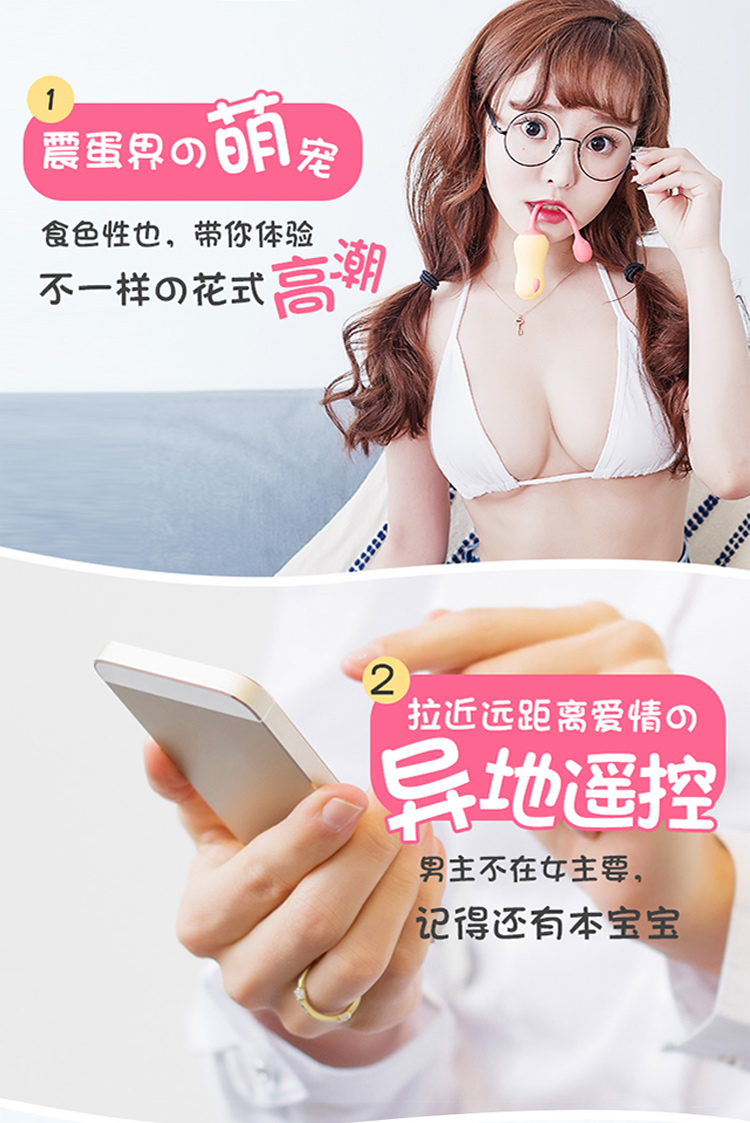 1
震蛋界の萌宠
食色性也，带你体验
不一样の花式高潮
2
拉近远距离爱情の
异地遥控
男主不在女主要，
记得还有本宝宝